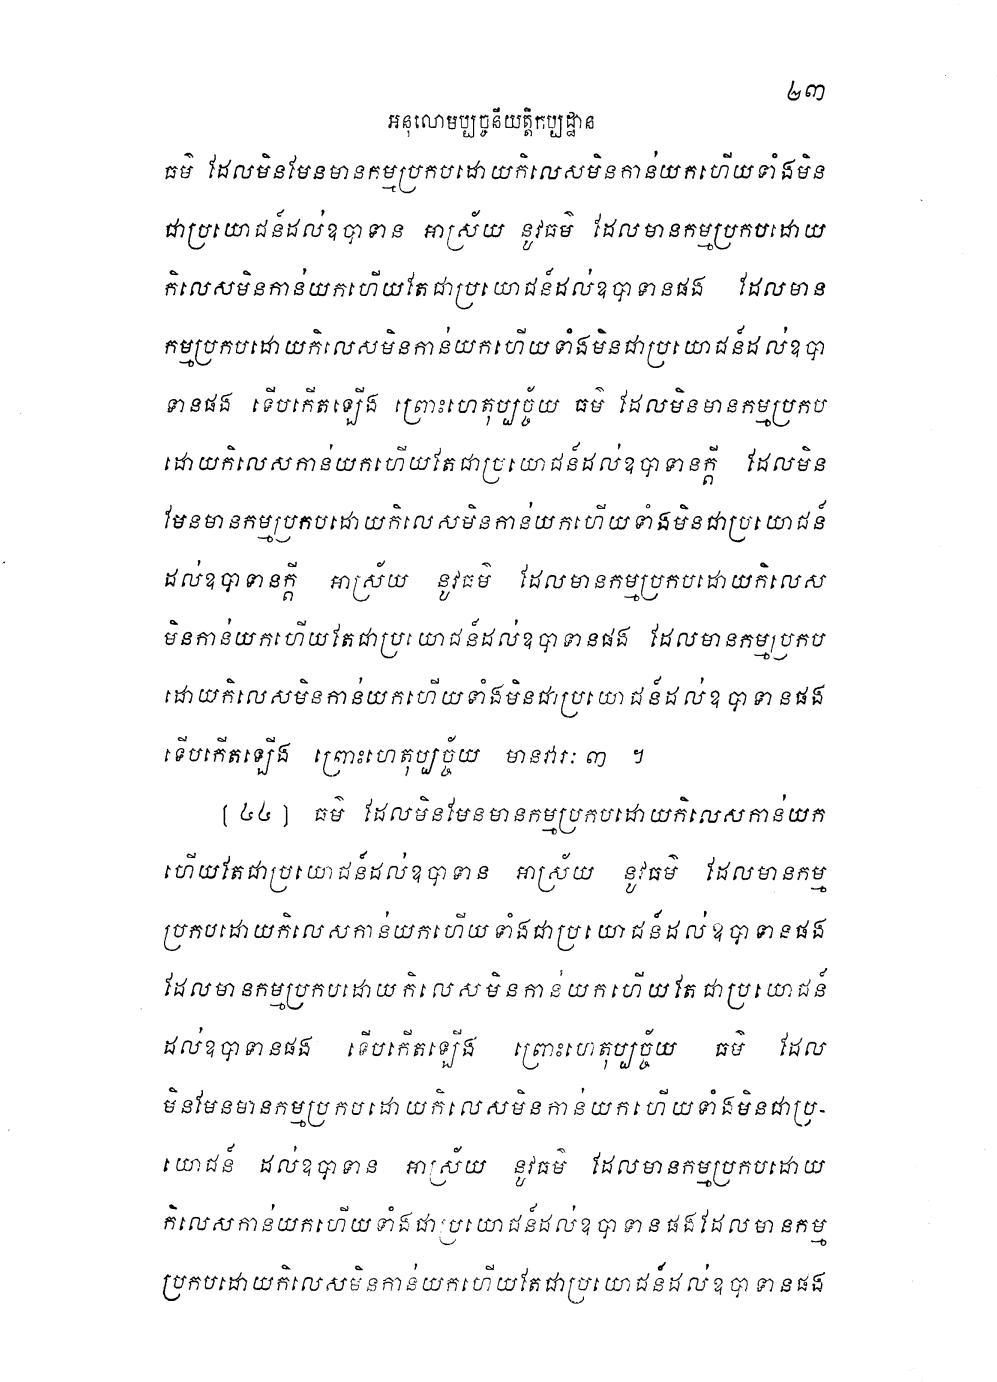 ៤៣
អនុលោមប្បច្ចនីយត្តិកប្បដ្ឋាន
ធម៌ ដែលមិនមែនមានកម្មប្រកបដោយកិលេសមិនកាន់យកហើយទាំងមិន
ជាប្រយោជន៍ដល់ឧបាទាន អាស្រ័យ នូវធម៌ ដែលមានកម្មប្រកបដោយ
កិលេសមិនកាន់យកហើយតែជាប្រយោជន៍ដល់ឧបាទានផង ដែលមាន
កម្មប្រកបដោយកិលេសមិនកាន់យកហើយទាំងមិនជាប្រយោជន៍ដល់ឧបា
ទានផង ទើបកើតឡើង ព្រោះហេតុប្បច្ច័យ ធម៌ ដែលមិនមានកម្មប្រកប
ដោយកិលេសកាន់យកហើយតែជាប្រយោជន៍ដល់ឧបាទានក្តី ដែលមិន
មែនមានកម្មប្រកបដោយកិលេសមិនកាន់យកហើយទាំងមិនជាប្រយោជន៍
ដល់ឧបាទានក្តី អាស្រ័យ នូវធម៌ ដែលមានកម្មប្រកបដោយកិលេស
មិនកាន់យកហើយតែជាប្រយោជន៍ដល់ឧបាទានផង ដែលមានកម្មប្រកប
ដោយកិលេសមិនកាន់យកហើយទាំងមិនជាប្រយោជន៍ដល់ឧបាទានផង
ទើបកើតឡើង ព្រោះហេតុប្បច្ច័យ មានវារៈ ៣ ។
[ ៤៤ ] ធម៌ ដែលមិនមែនមានកម្មប្រកបដោយកិលេសកាន់យក
ហើយតែជាប្រយោជន៍ដល់ឧបាទាន អាស្រ័យ នូវធម៌ ដែលមានកម្ម
ប្រកបដោយកិលេសកាន់យកហើយទាំងជាប្រយោជន៍ដល់ឧបាទានផង
ដែលមានកម្មប្រកបដោយកិលេសមិនកាន់យកហើយតែជាប្រយោជន៍
ដល់ឧបាទានផង ទើបកើតឡើង ព្រោះហេតុប្បច្ច័យ ធម៌ ដែល
មិនមែនមានកម្មប្រកបដោយកិលេសមិនកាន់យកហើយទាំងមិនជាប្រ-
យោជន៍ ដល់ឧបាទាន អាស្រ័យ នូវធម៌ ដែលមានកម្មប្រកបដោយ
កិលេសកាន់យកហើយទាំងជាប្រយោជន៍ដល់ឧបាទានផងដែលមានកម្ម
ប្រកបដោយកិលេសមិនកាន់យកហើយតែជាប្រយោជន៍ដល់ឧបាទានផង